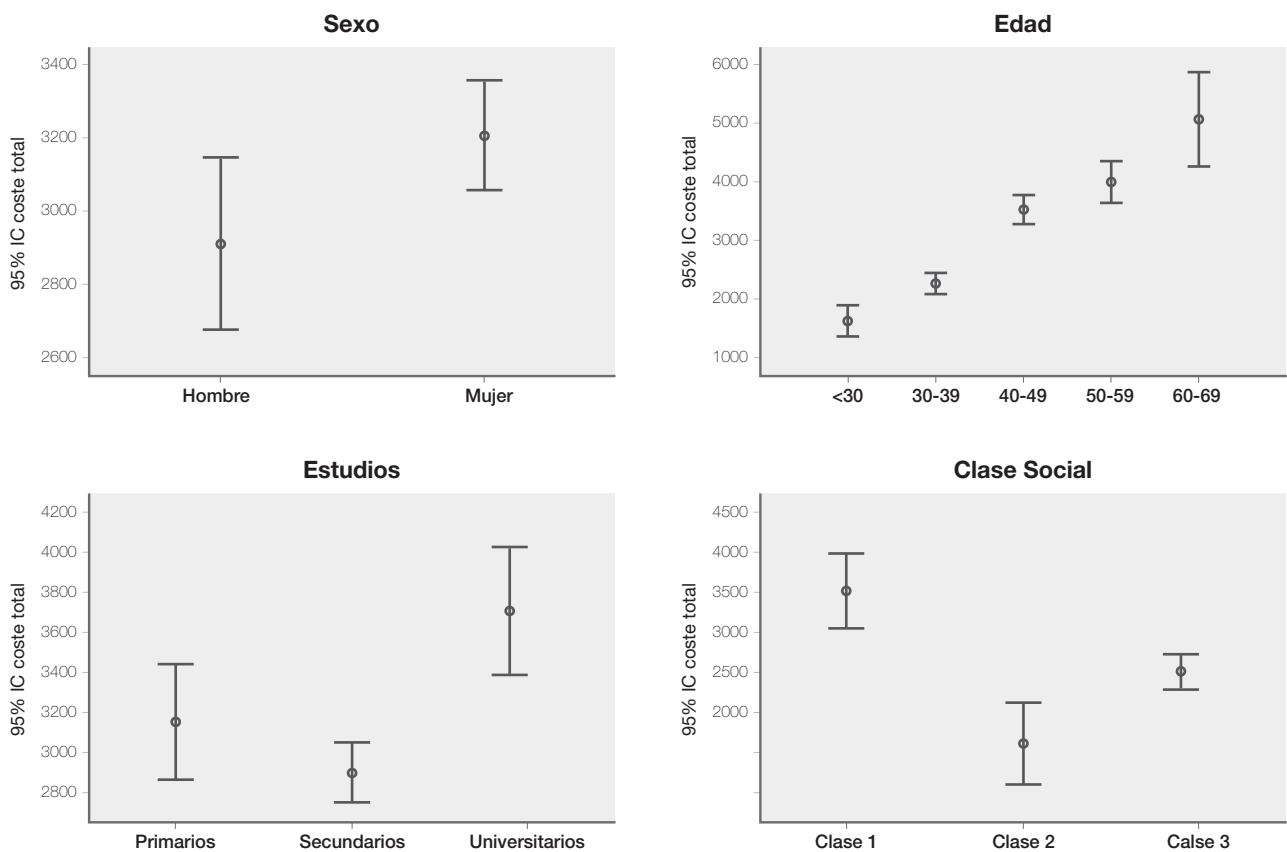 Sexo
95% IC coste total
3400
3200
3000
2800
2600
Hombre Mujer
Edad
95% IC coste total
6000
5000
4000
3000
2000
1000
<30 30-39 40-49 50-59 60-69
Estudios
95% IC coste total
4200
4000
3800
3600
3400
3200
3000
2800
Primarios Secundarios Universitarios
Clase Social
95% IC coste total
4500
4000
3500
3000
2500
2000
Clase 1 Clase 2 Calse 3